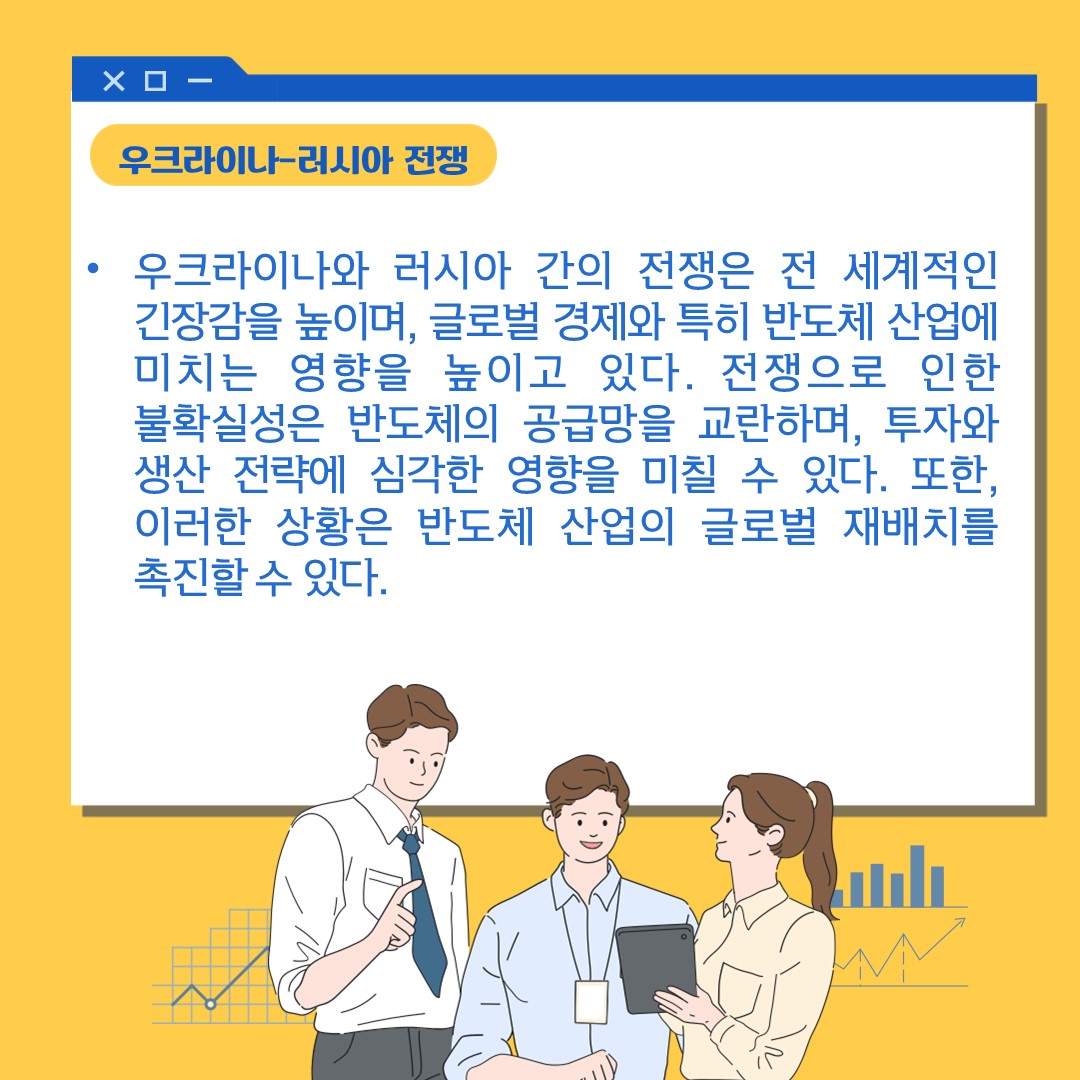 우크라이나-러시아 전쟁
• 우크라이나와 러시아 간의 전쟁은 전 세계적인
긴장감을 높이며, 글로벌 경제와 특히 반도체 산업에
미치는 영향을 높이고 있다. 전쟁으로 인한
불확실성은 반도체의 공급망을 교란하며, 투자와
생산 전략에 심각한 영향을 미칠 수 있다. 또한,
이러한 상황은 반도체 산업의 글로벌 재배치를
촉진할 수 있다.